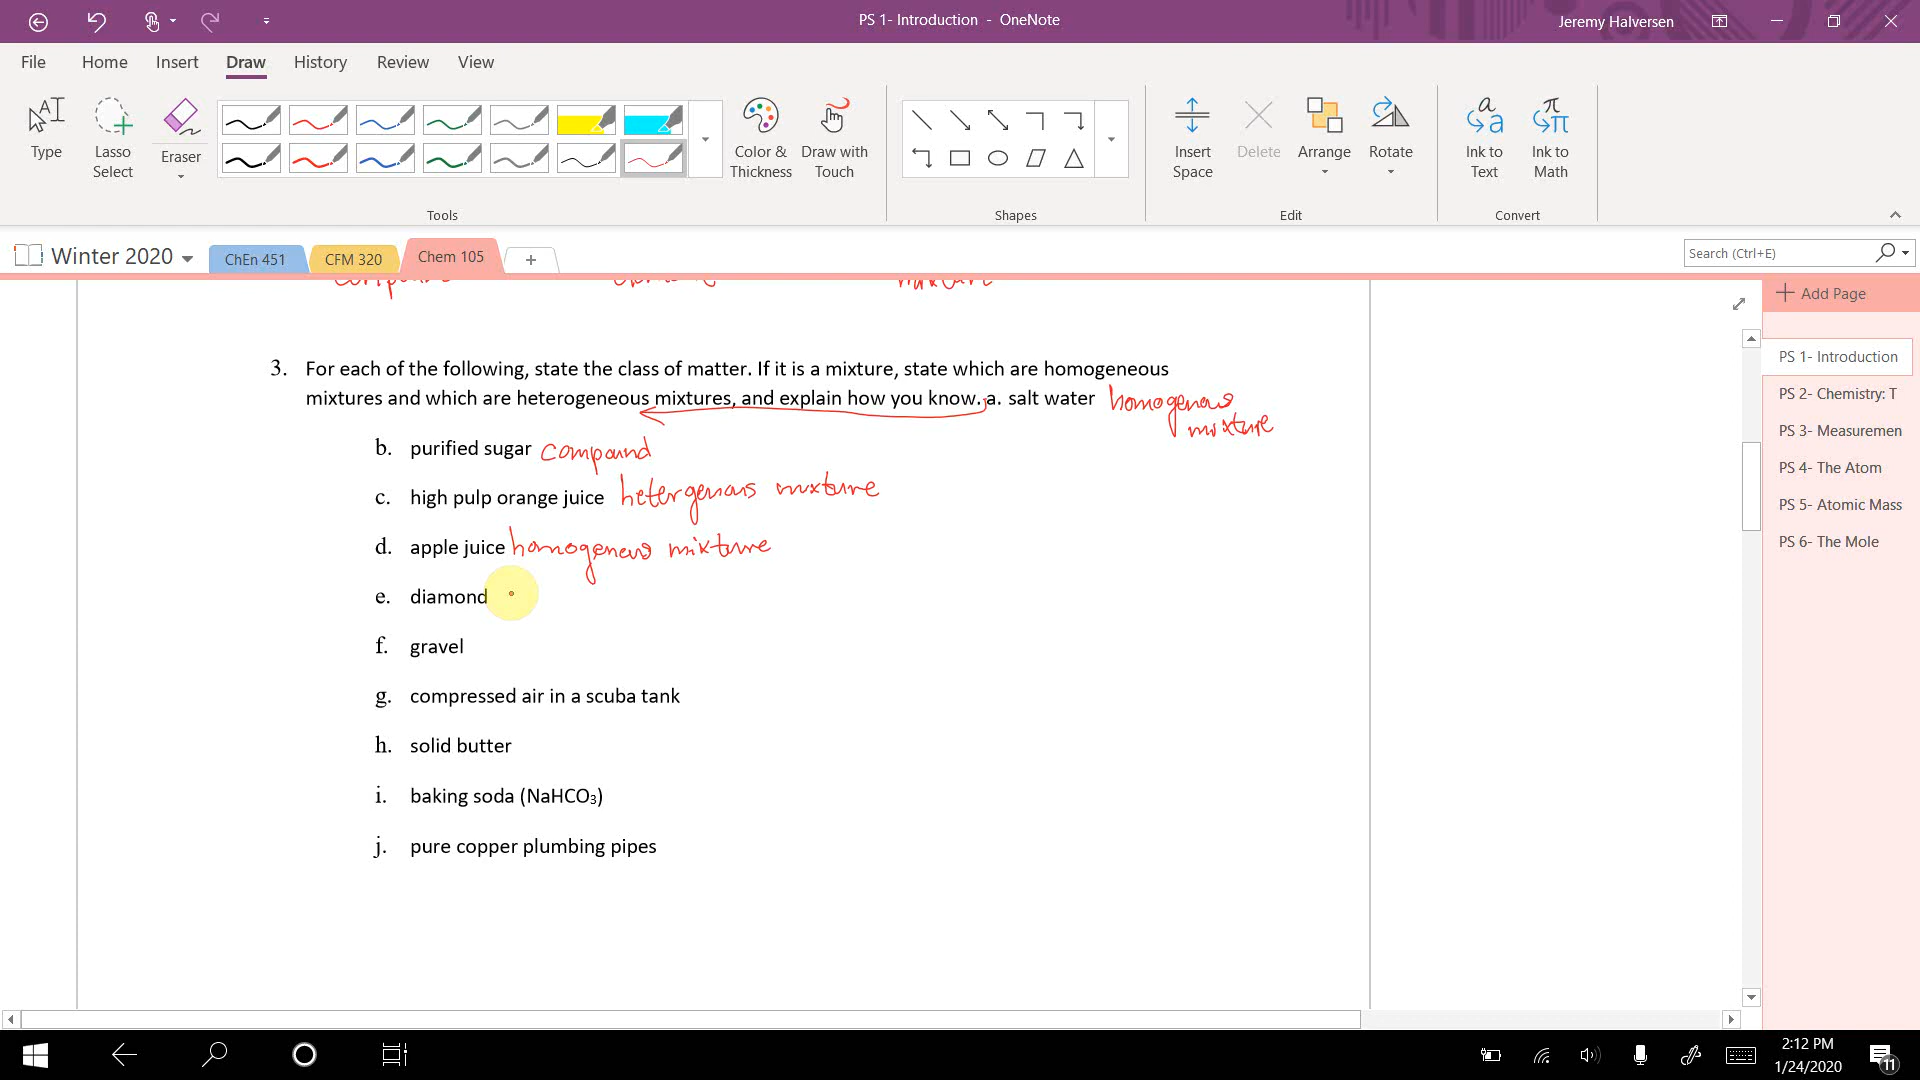 PS 1- Introduction - OneNote
Jeremy Halversen
File Home Insert Draw History Review View
Type
Lasso Select
Eraser
Color & Thickness
Draw with Touch
Insert Space
Delete
Arrange
Rotate
Ink to Text
Ink to Math
Tools
Shapes
Edit
Convert
Winter 2020
ChEn 451
CFM 320
Chem 105
Search (Ctrl+E)
Add Page
PS 1- Introduction
PS 2- Chemistry: T
PS 3- Measuremen
PS 4- The Atom
PS 5- Atomic Mass
PS 6- The Mole
3. For each of the following, state the class of matter. If it is a mixture, state which are homogeneous
mixtures and which are heterogeneous mixtures, and explain how you know. a. salt water homogenous
mixture
b. purified sugar compound
c. high pulp orange juice hetergenous mixture
d. apple juice homogenous mixture
e. diamond
f. gravel
g. compressed air in a scuba tank
h. solid butter
i. baking soda (NaHCO₃)
j. pure copper plumbing pipes
2:12 PM
1/24/2020
11